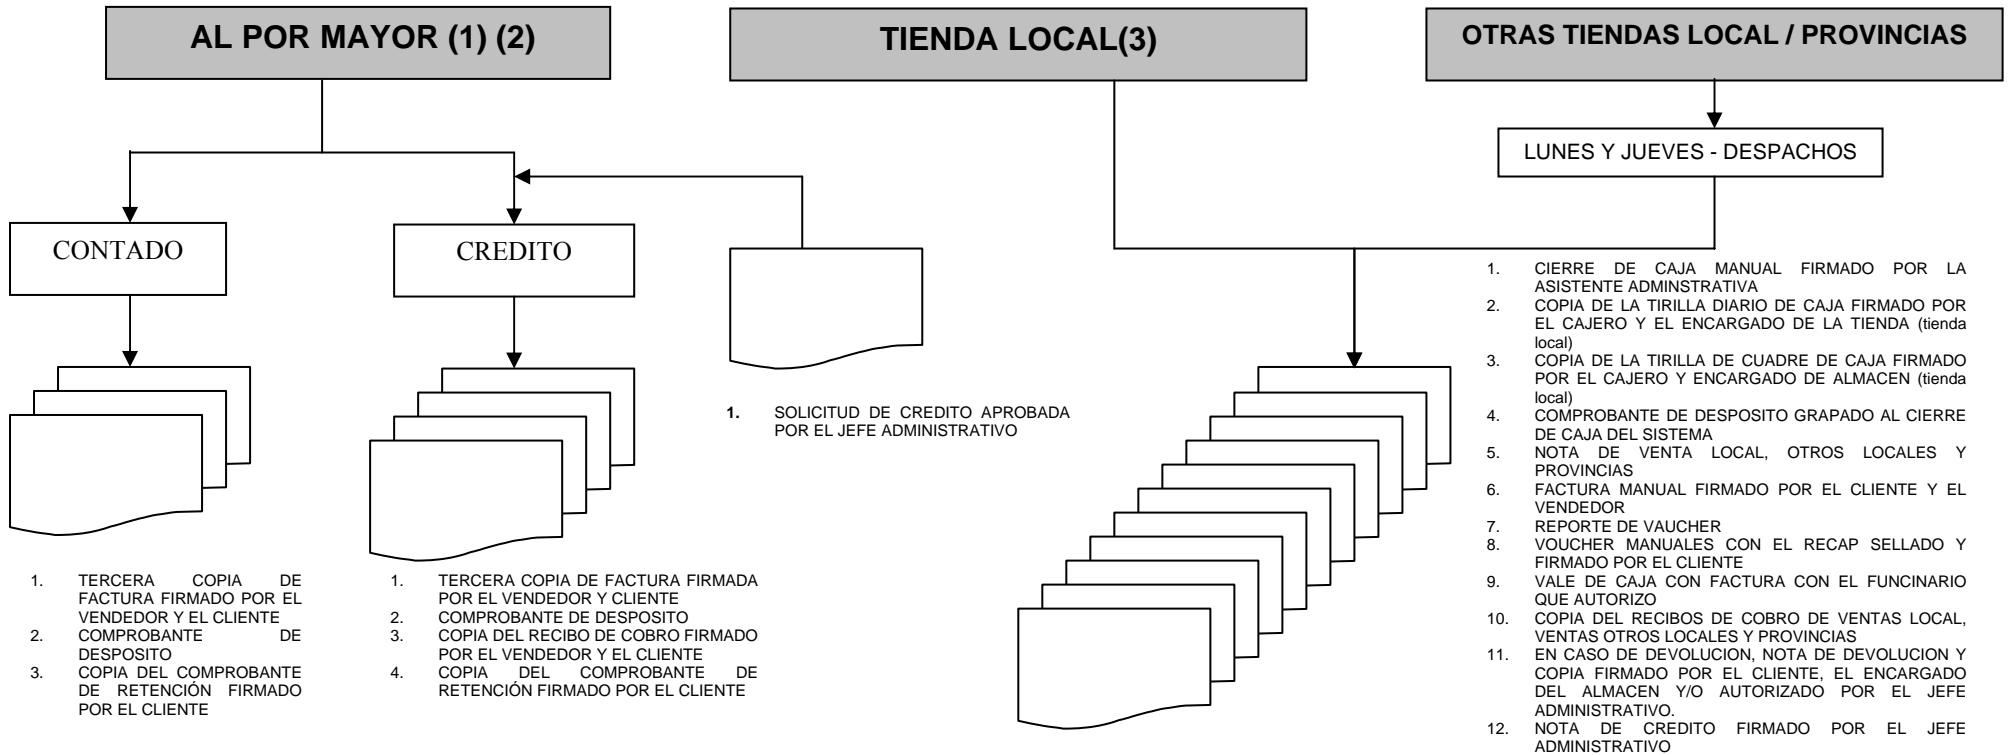 AL POR MAYOR (1) (2)
TIENDA LOCAL(3)
OTRAS TIENDAS LOCAL / PROVINCIAS
LUNES Y JUEVES - DESPACHOS
CONTADO
CREDITO
1. TERCERA COPIA DE
FACTURA FIRMADO POR EL
VENDEDOR Y EL CLIENTE
2. COMPROBANTE DE
DESPOSITO
3. COPIA DEL COMPROBANTE
DE RETENCIÓN FIRMADO
POR EL CLIENTE
1. TERCERA COPIA DE FACTURA FIRMADA
POR EL VENDEDOR Y CLIENTE
2. COMPROBANTE DE DESPOSITO
3. COPIA DEL RECIBO DE COBRO FIRMADO
POR EL VENDEDOR Y EL CLIENTE
4. COPIA DEL COMPROBANTE DE
RETENCIÓN FIRMADO POR EL CLIENTE
1. SOLICITUD DE CREDITO APROBADA
POR EL JEFE ADMINISTRATIVO
1. CIERRE DE CAJA MANUAL FIRMADO POR LA
ASISTENTE ADMINSTRATIVA
2. COPIA DE LA TIRILLA DIARIO DE CAJA FIRMADO POR
EL CAJERO Y EL ENCARGADO DE LA TIENDA (tienda
local)
3. COPIA DE LA TIRILLA DE CUADRE DE CAJA FIRMADO
POR EL CAJERO Y ENCARGADO DE ALMACEN (tienda
local)
4. COMPROBANTE DE DESPOSITO GRAPADO AL CIERRE
DE CAJA DEL SISTEMA
5. NOTA DE VENTA LOCAL, OTROS LOCALES Y
PROVINCIAS
6. FACTURA MANUAL FIRMADO POR EL CLIENTE Y EL
VENDEDOR
7. REPORTE DE VAUCHER
8. VOUCHER MANUALES CON EL RECAP SELLADO Y
FIRMADO POR EL CLIENTE
9. VALE DE CAJA CON FACTURA CON EL FUNCINARIO
QUE AUTORIZO
10. COPIA DEL RECIBOS DE COBRO DE VENTAS LOCAL,
VENTAS OTROS LOCALES Y PROVINCIAS
11. EN CASO DE DEVOLUCION, NOTA DE DEVOLUCION Y
COPIA FIRMADO POR EL CLIENTE, EL ENCARGADO
DEL ALMACEN Y/O AUTORIZADO POR EL JEFE
ADMINISTRATIVO.
12. NOTA DE CREDITO FIRMADO POR EL JEFE
ADMINISTRATIVO